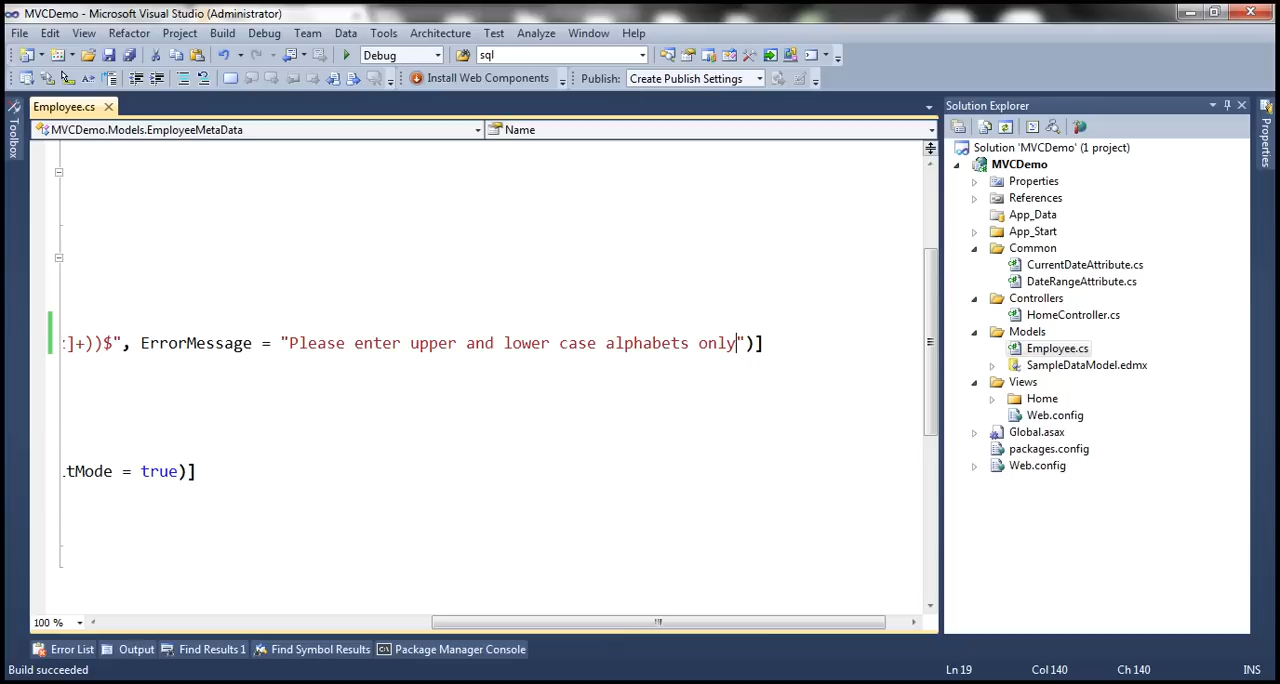 MVCDemo - Microsoft Visual Studio (Administrator)
File Edit View Refactor Project Build Debug Team Data Tools Architecture Test Analyze Window Help
Debug sql
Install Web Components Publish: Create Publish Settings
Employee.cs
Solution Explorer
MVCDemo.Models.EmployeeMetaData Name
Toolbox
Properties
Solution 'MVCDemo' (1 project)
MVCDemo
Properties
References
App_Data
App_Start
Common
CurrentDateAttribute.cs
DateRangeAttribute.cs
Controllers
HomeController.cs
Models
Employee.cs
SampleDataModel.edmx
Views
Home
Web.config
Global.asax
packages.config
Web.config
]+))$", ErrorMessage = "Please enter upper and lower case alphabets only")]
tMode = true)]
100 %
Error List Output Find Results 1 Find Symbol Results Package Manager Console
Build succeeded Ln 19 Col 140 Ch 140 INS